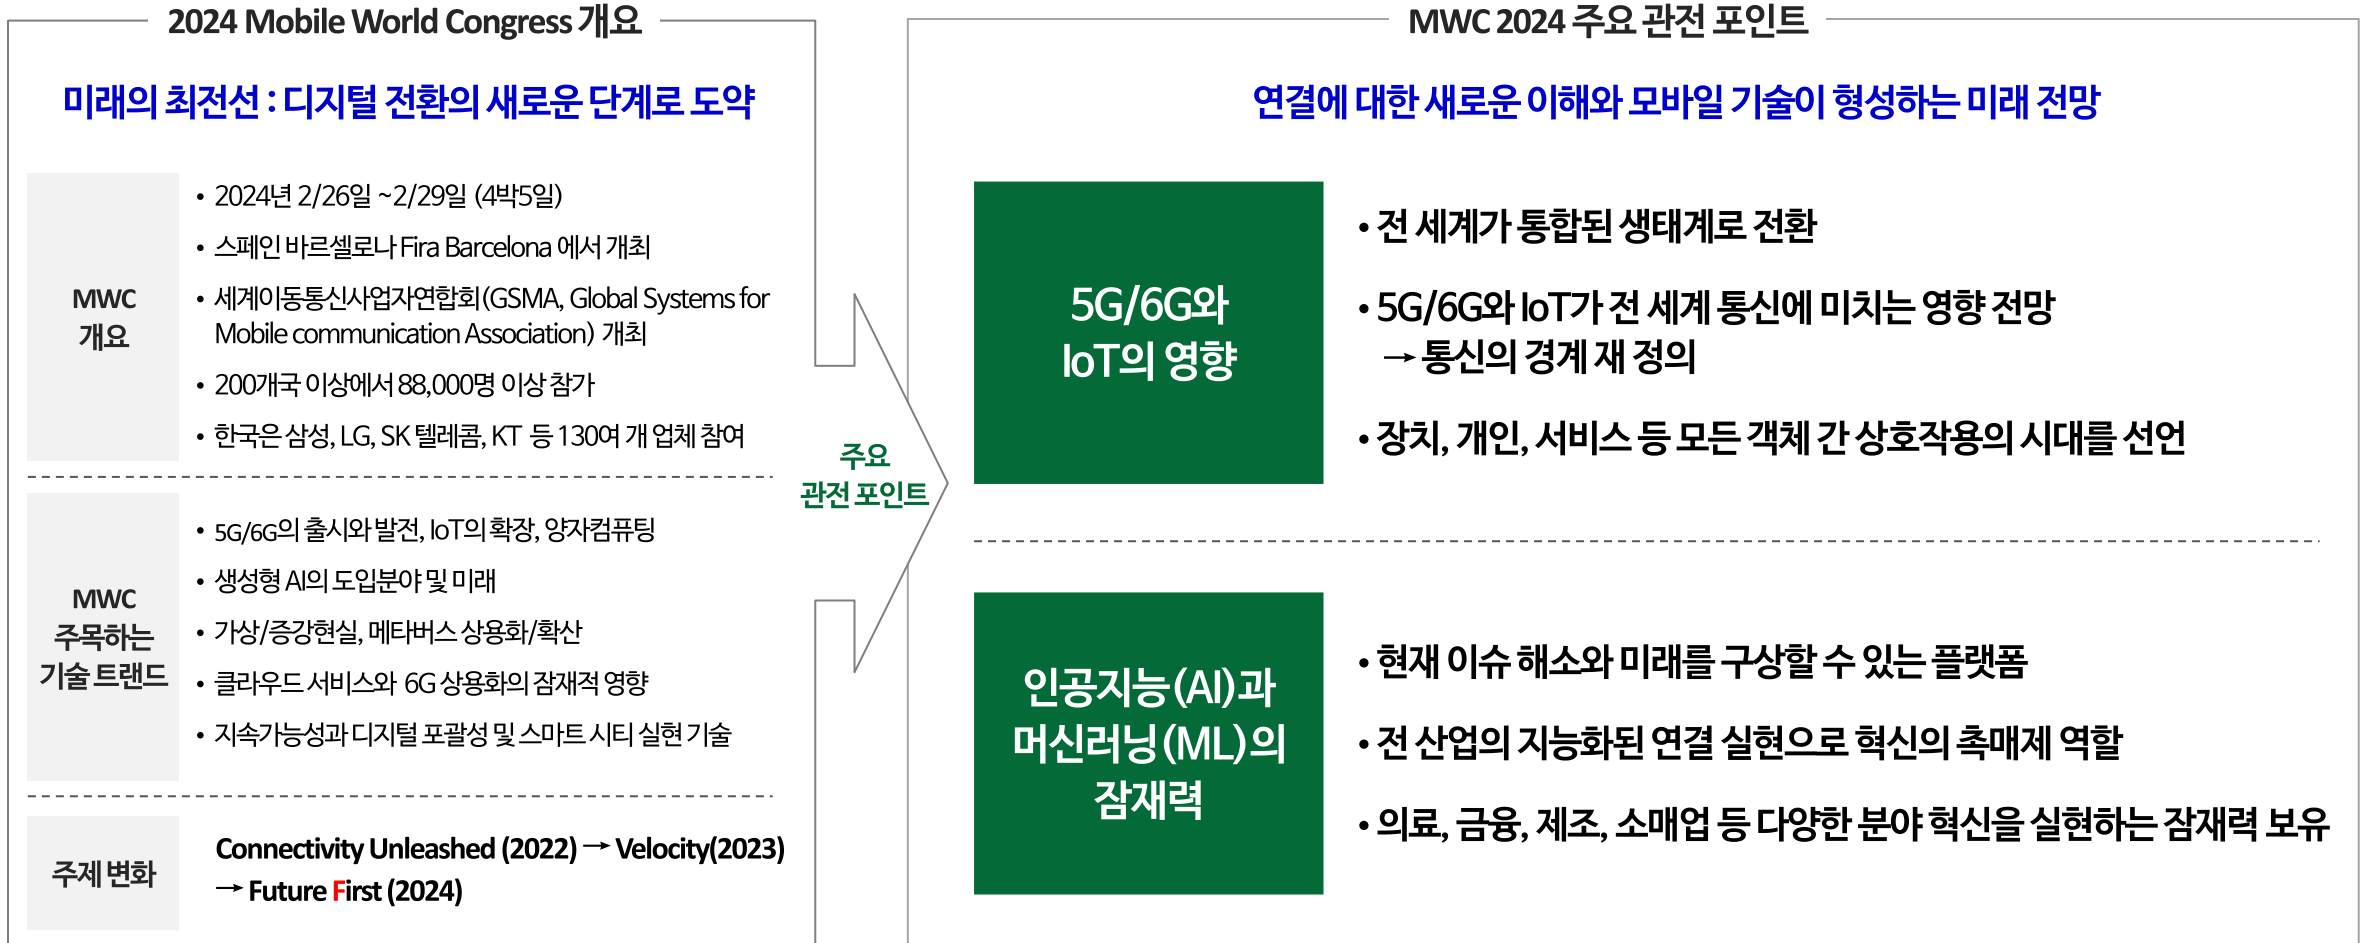 2024 Mobile World Congress 개요
미래의 최전선 : 디지털 전환의 새로운 단계로 도약
MWC
개요
• 2024년 2/26일 ~2/29일 (4박5일)
• 스페인 바르셀로나 Fira Barcelona 에서 개최
• 세계이동통신사업자연합회(GSMA, Global Systems for
Mobile communication Association) 개최
• 200개국 이상에서 88,000명 이상 참가
• 한국은 삼성, LG, SK 텔레콤, KT 등 130여 개 업체 참여
MWC
주목하는
기술 트랜드
• 5G/6G의 출시와 발전, IoT의 확장, 양자컴퓨팅
• 생성형 AI의 도입분야 및 미래
• 가상/증강현실, 메타버스 상용화/확산
• 클라우드 서비스와 6G 상용화의 잠재적 영향
• 지속가능성과 디지털 포괄성 및 스마트 시티 실현 기술
주제 변화
Connectivity Unleashed (2022) → Velocity(2023)
→ Future First (2024)
주요
관전 포인트
MWC 2024 주요 관전 포인트
연결에 대한 새로운 이해와 모바일 기술이 형성하는 미래 전망
5G/6G와
IoT의 영향
• 전 세계가 통합된 생태계로 전환
• 5G/6G와 IoT가 전 세계 통신에 미치는 영향 전망
→ 통신의 경계 재 정의
• 장치, 개인, 서비스 등 모든 객체 간 상호작용의 시대를 선언
인공지능(AI)과
머신러닝(ML)의
잠재력
• 현재 이슈 해소와 미래를 구상할 수 있는 플랫폼
• 전 산업의 지능화된 연결 실현으로 혁신의 촉매제 역할
• 의료, 금융, 제조, 소매업 등 다양한 분야 혁신을 실현하는 잠재력 보유